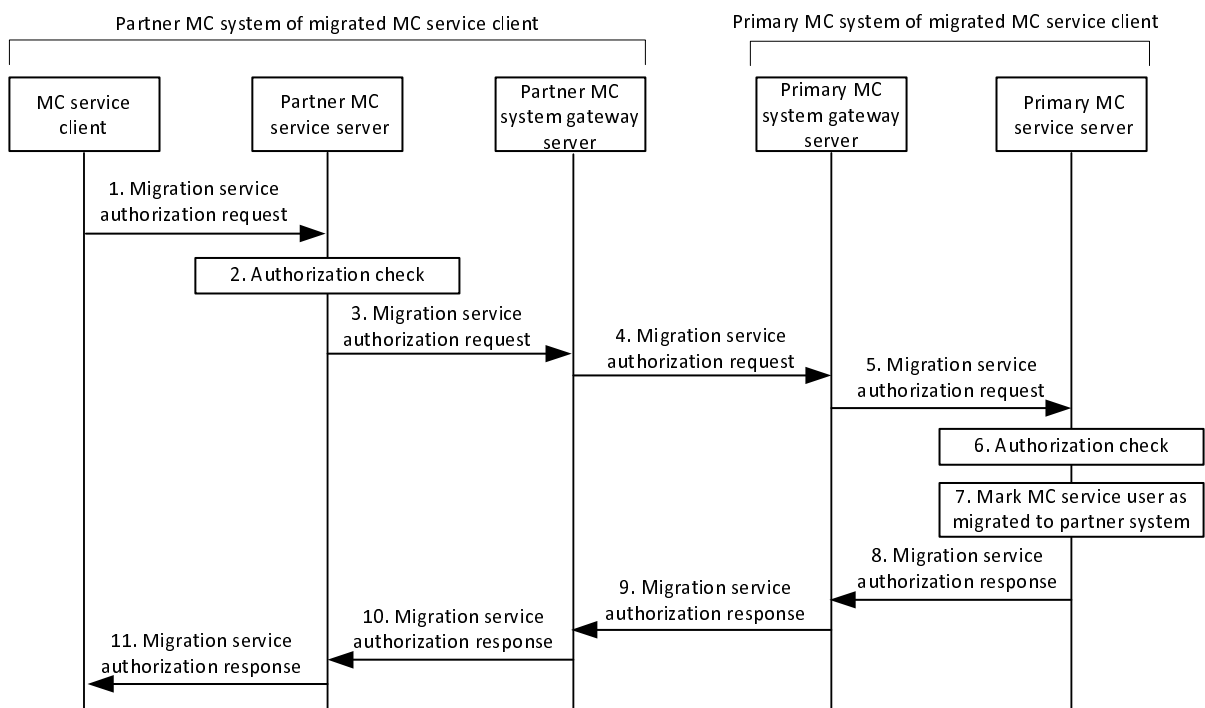 Partner MC system of migrated MC service client
Primary MC system of migrated MC service client
MC service
client
Partner MC
service server
Partner MC
system gateway
server
Primary MC
system gateway
server
Primary MC
service server
1. Migration service
authorization request
2. Authorization check
3. Migration service
authorization request
4. Migration service
authorization request
5. Migration service
authorization request
6. Authorization check
7. Mark MC service user as
migrated to partner system
8. Migration service
authorization response
9. Migration service
authorization response
10. Migration service
authorization response
11. Migration service
authorization response